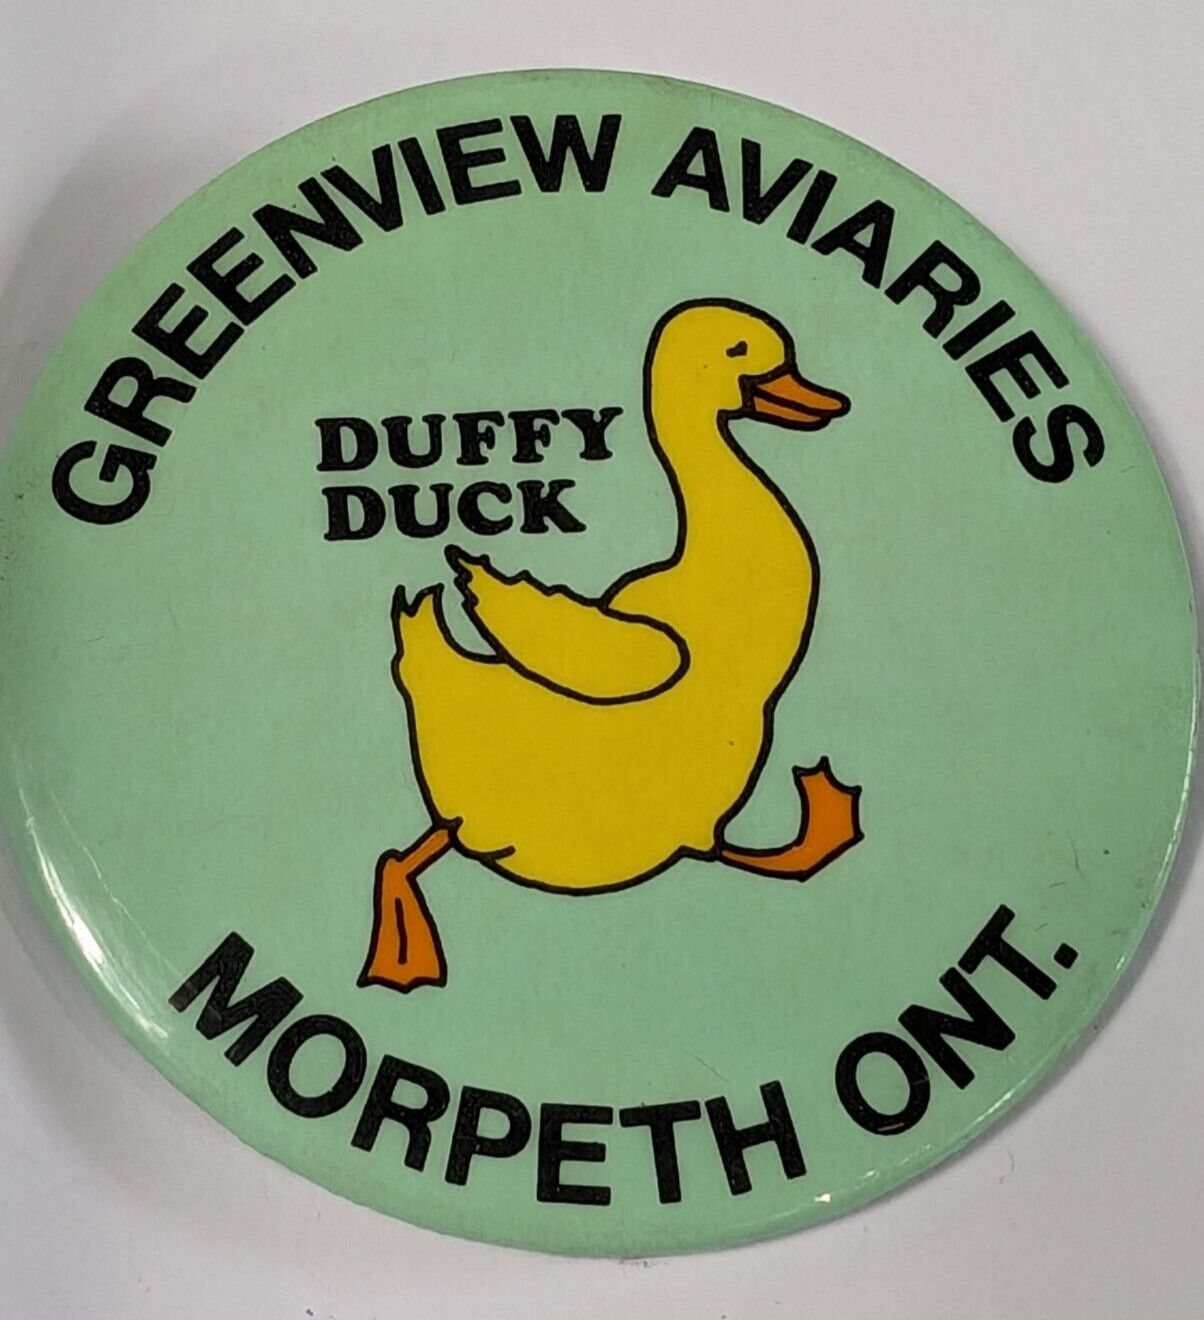 GREENVIEW AVIARIES
DUFFY
DUCK
MORPETH ONT.